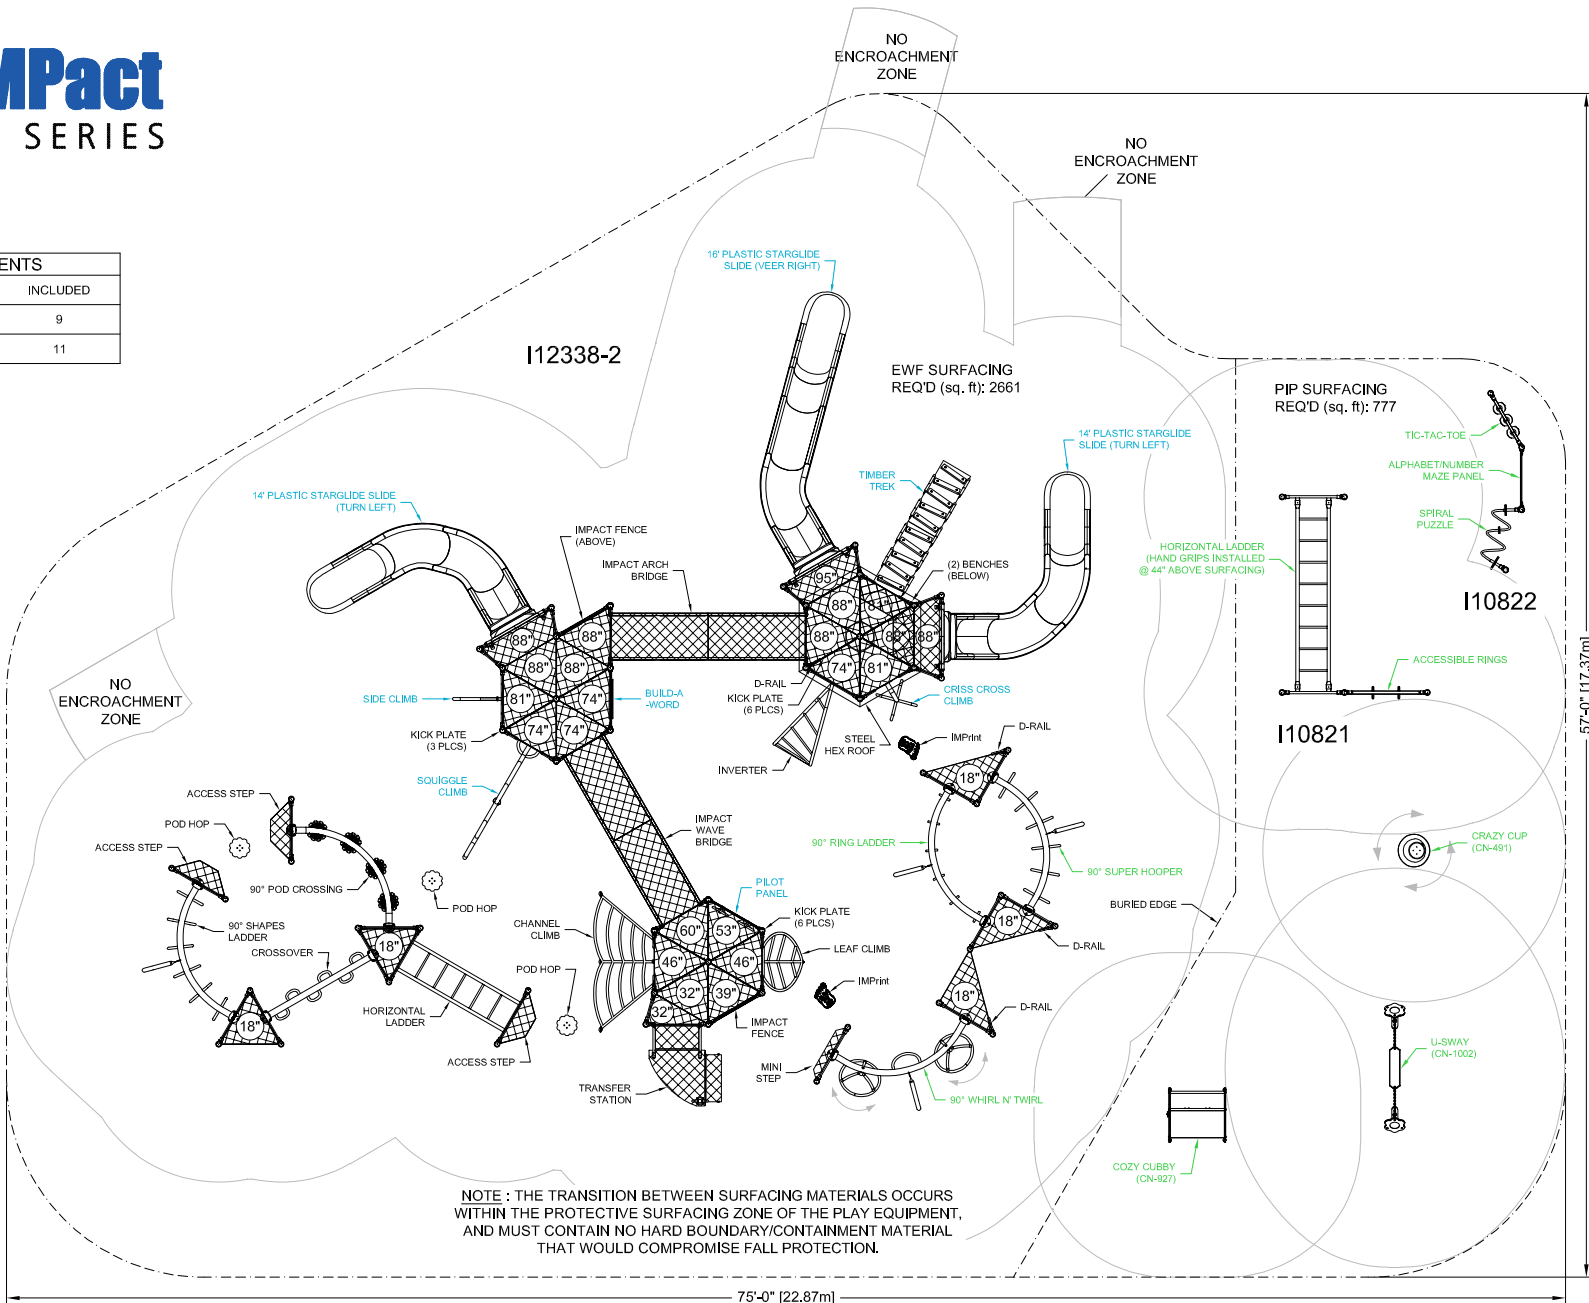 MPact
SERIES
ENTS
INCLUDED
9
11
NO
ENCROACHMENT
ZONE
NO
ENCROACHMENT
ZONE
16' PLASTIC STARGLIDE
SLIDE (VEER RIGHT)
I12338-2
EWF SURFACING
REQ'D (sq. ft): 2661
PIP SURFACING
REQ'D (sq. ft): 777
TIC-TAC-TOE
ALPHABET/NUMBER
MAZE PANEL
SPIRAL
PUZZLE
14' PLASTIC STARGLIDE
SLIDE (TURN LEFT)
TIMBER
TREK
14' PLASTIC STARGLIDE SLIDE
(TURN LEFT)
IMPACT FENCE
(ABOVE)
IMPACT ARCH
BRIDGE
(2) BENCHES
(BELOW)
HORIZONTAL LADDER
(HAND GRIPS INSTALLED
@ 44" ABOVE SURFACING)
I10822
95"
88"
81"
88"
88"
88"
74"
81"
88"
88"
88"
88"
81"
74"
74"
74"
NO
ENCROACHMENT
ZONE
SIDE CLIMB
BUILD-A
-WORD
D-RAIL
KICK PLATE
(6 PLCS)
CRISS CROSS
CLIMB
ACCESSIBLE RINGS
I10821
57'-0" [17.37m]
KICK PLATE
(3 PLCS)
STEEL
HEX ROOF
IMPrint
D-RAIL
INVERTER
SQUIGGLE
CLIMB
18"
ACCESS STEP
POD HOP
ACCESS STEP
IMPACT
WAVE
BRIDGE
90° RING LADDER
90° SUPER HOOPER
CRAZY CUP
(CN-491)
90° POD CROSSING
POD HOP
PILOT
PANEL
KICK PLATE
(6 PLCS)
BURIED EDGE
90° SHAPES
LADDER
CROSSOVER
18"
CHANNEL
CLIMB
60"
53"
46"
46"
32"
39"
32"
LEAF CLIMB
18"
D-RAIL
POD HOP
IMPrint
18"
D-RAIL
HORIZONTAL
LADDER
18"
IMPACT
FENCE
ACCESS STEP
MINI
STEP
U-SWAY
(CN-1002)
TRANSFER
STATION
90° WHIRL N' TWIRL
COZY CUBBY
(CN-927)
NOTE : THE TRANSITION BETWEEN SURFACING MATERIALS OCCURS
WITHIN THE PROTECTIVE SURFACING ZONE OF THE PLAY EQUIPMENT,
AND MUST CONTAIN NO HARD BOUNDARY/CONTAINMENT MATERIAL
THAT WOULD COMPROMISE FALL PROTECTION.
75'-0" [22.87m]